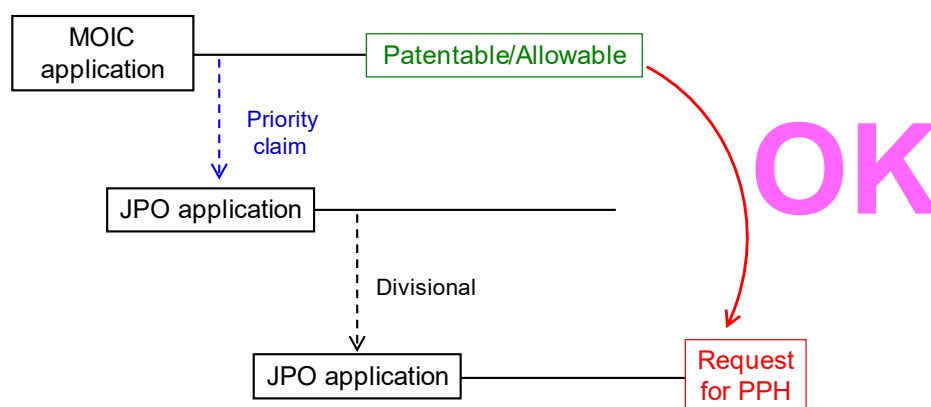 MOIC
application
Patentable/Allowable
Priority
claim
OK
JPO application
Divisional
JPO application
Request
for PPH